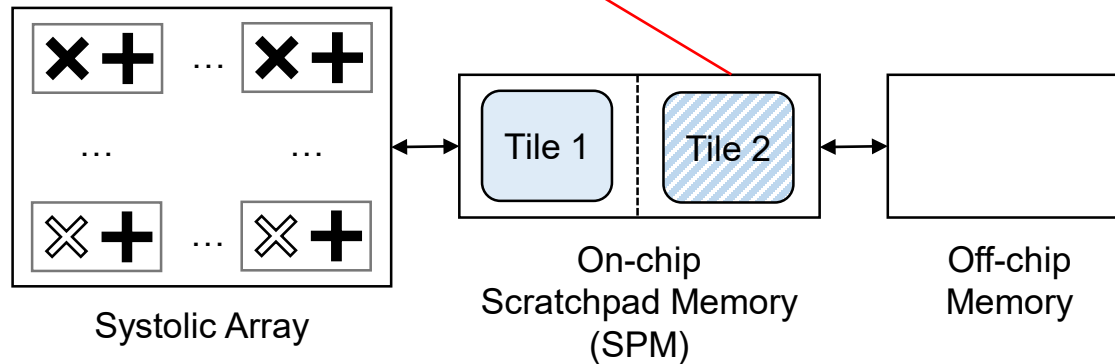 ...
Tile 1
Tile 2
...
...
...
On-chip
Scratchpad Memory
(SPM)
Off-chip
Memory
Systolic Array